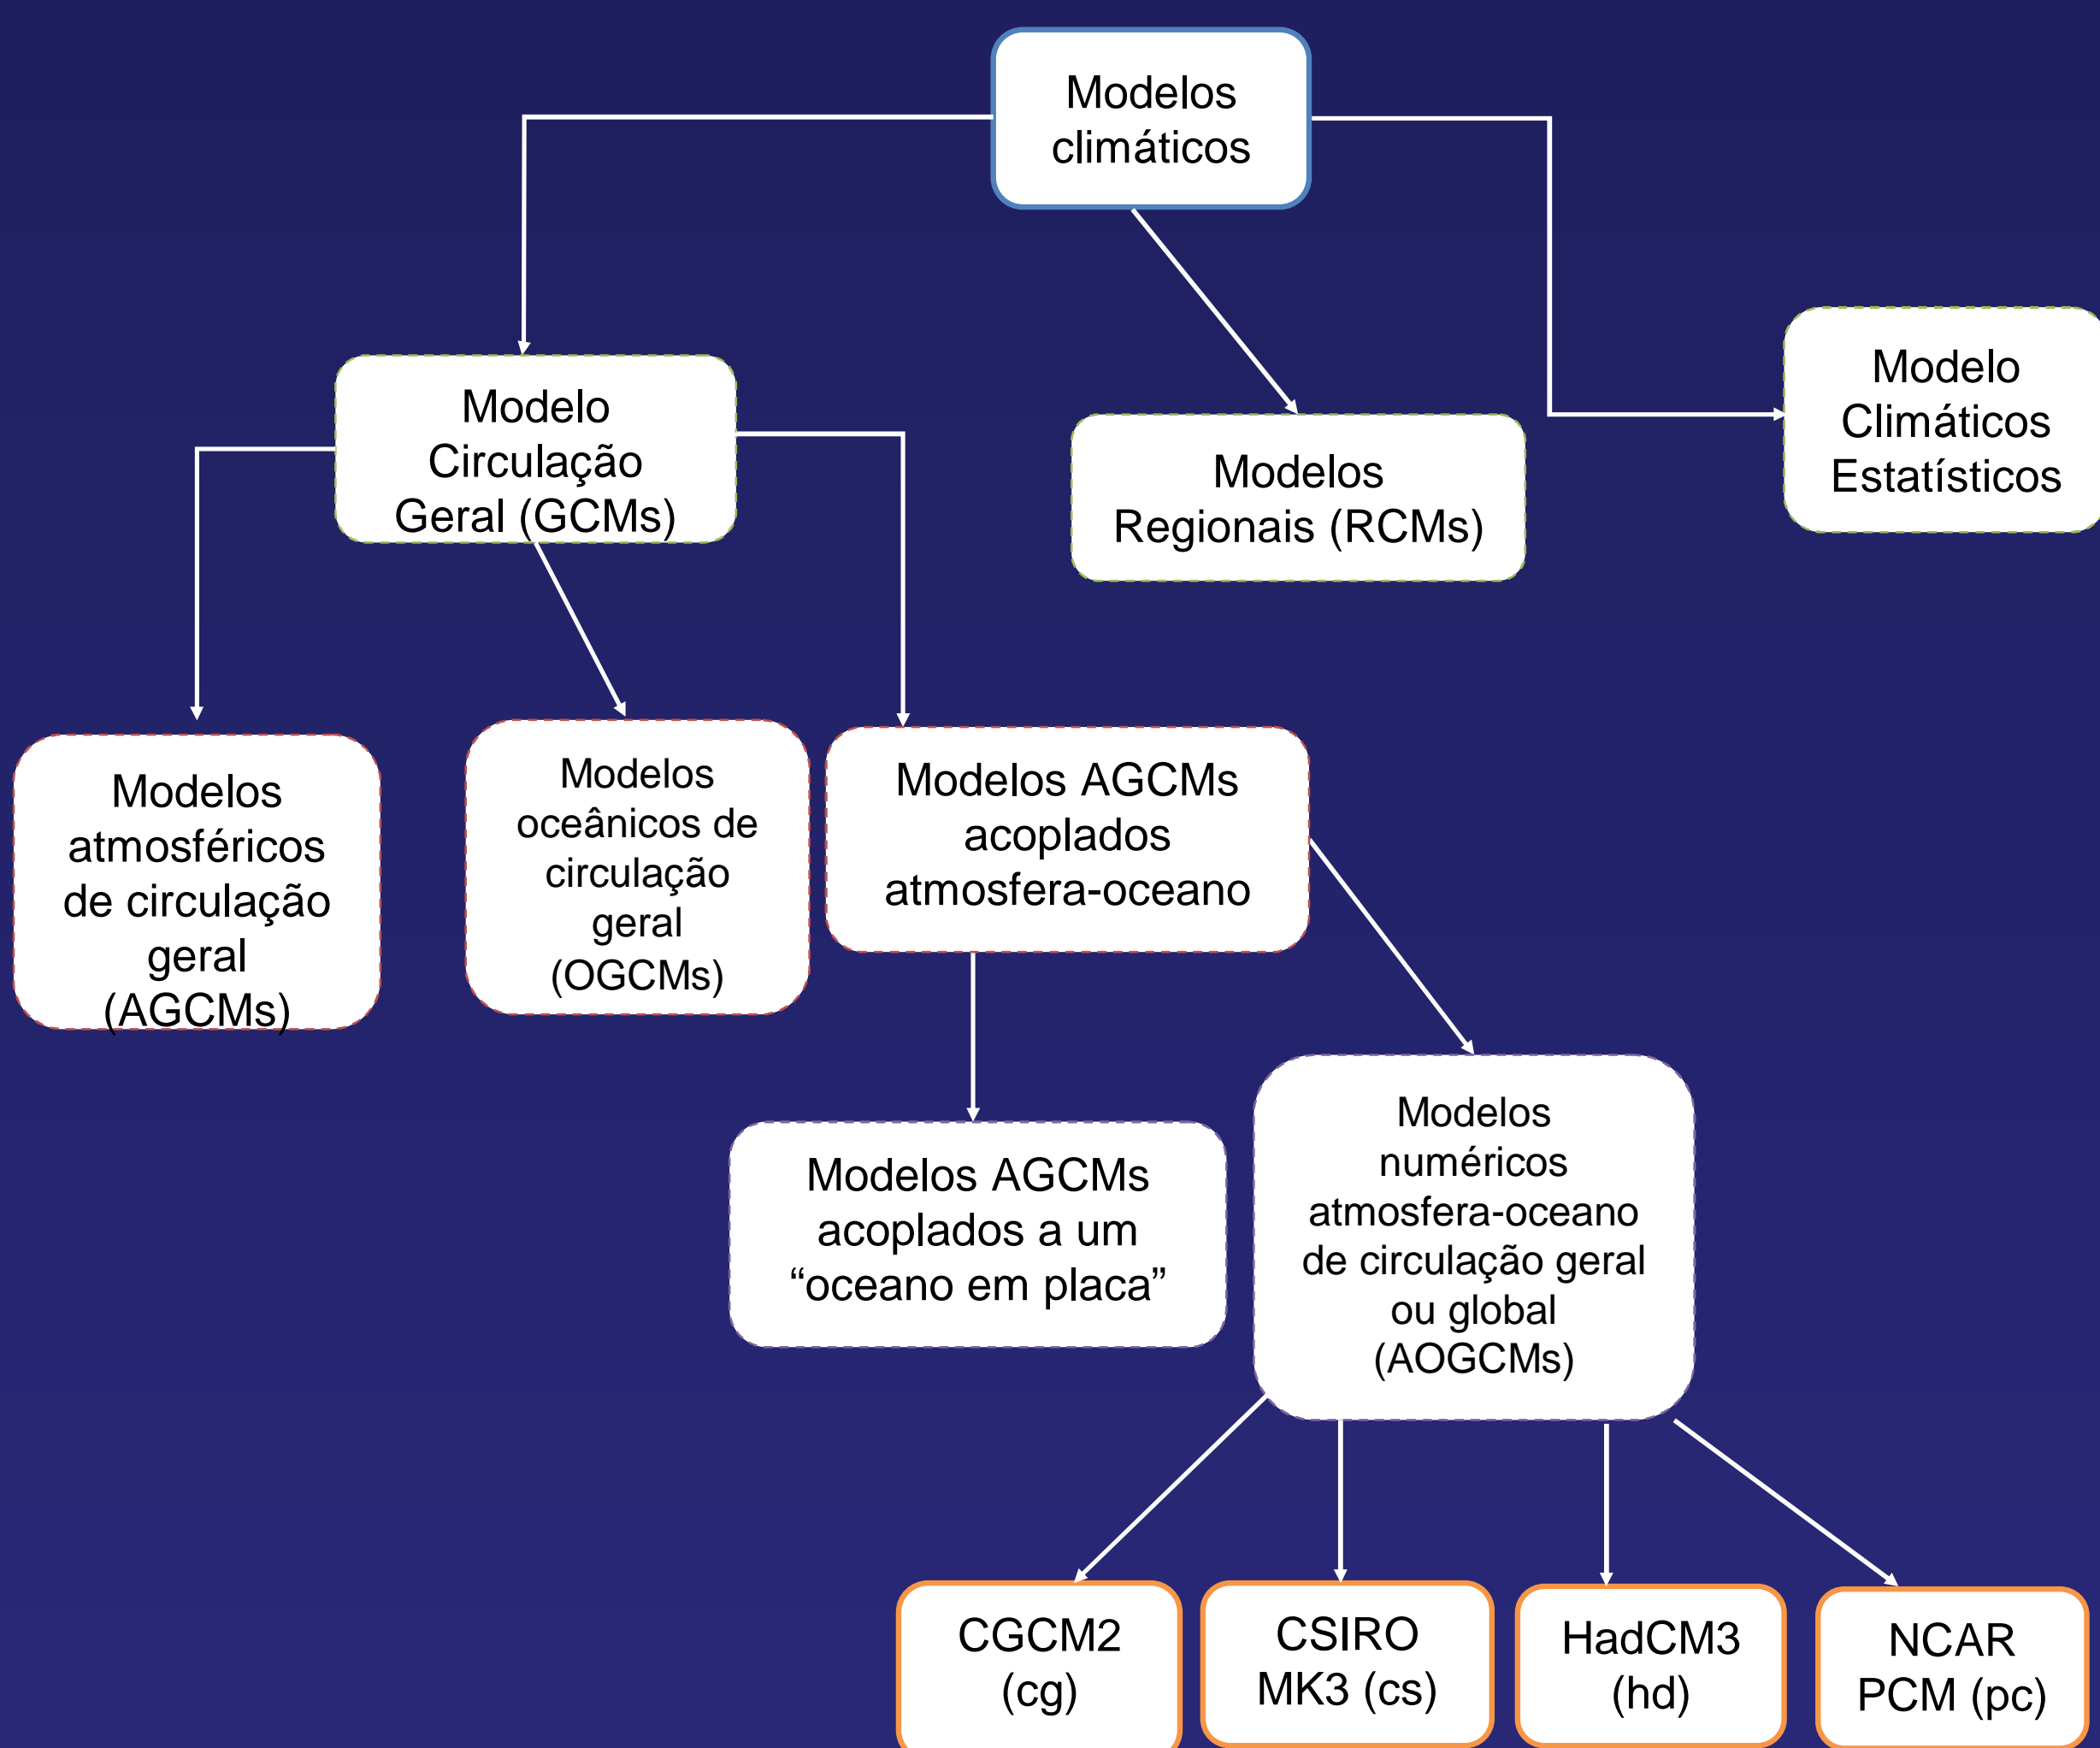 Modelos
climáticos
Modelo
Circulação
Geral (GCMs)
Modelos
Regionais (RCMs)
Modelo
Climáticos
Estatísticos
Modelos
atmosféricos
de circulação
geral
(AGCMs)
Modelos
oceânicos de
circulação
geral
(OGCMs)
Modelos AGCMs
acoplados
atmosfera-oceano
Modelos AGCMs
acoplados a um
“oceano em placa”
Modelos
numéricos
atmosfera-oceano
de circulação geral
ou global
(AOGCMs)
CGCM2
(cg)
CSIRO
MK3 (cs)
HadCM3
(hd)
NCAR
PCM (pc)